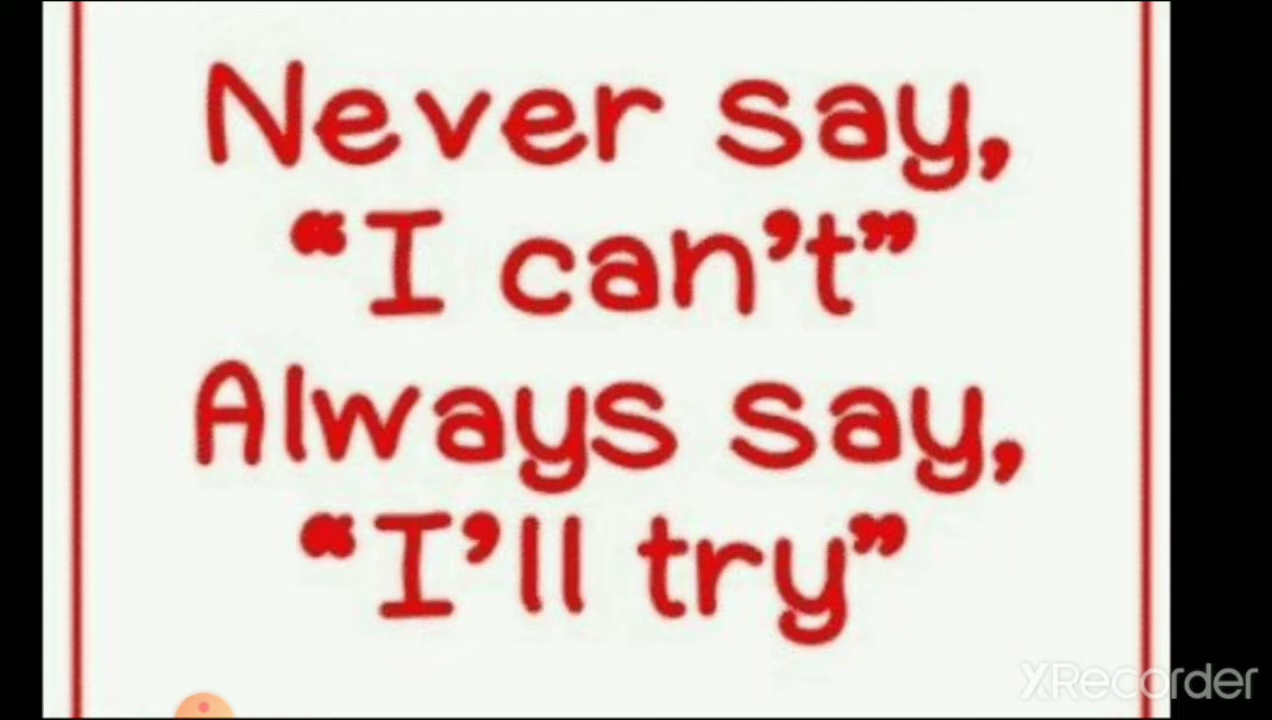 Never say,
“I can’t”
Always say,
“I’ll try”
XRecorder